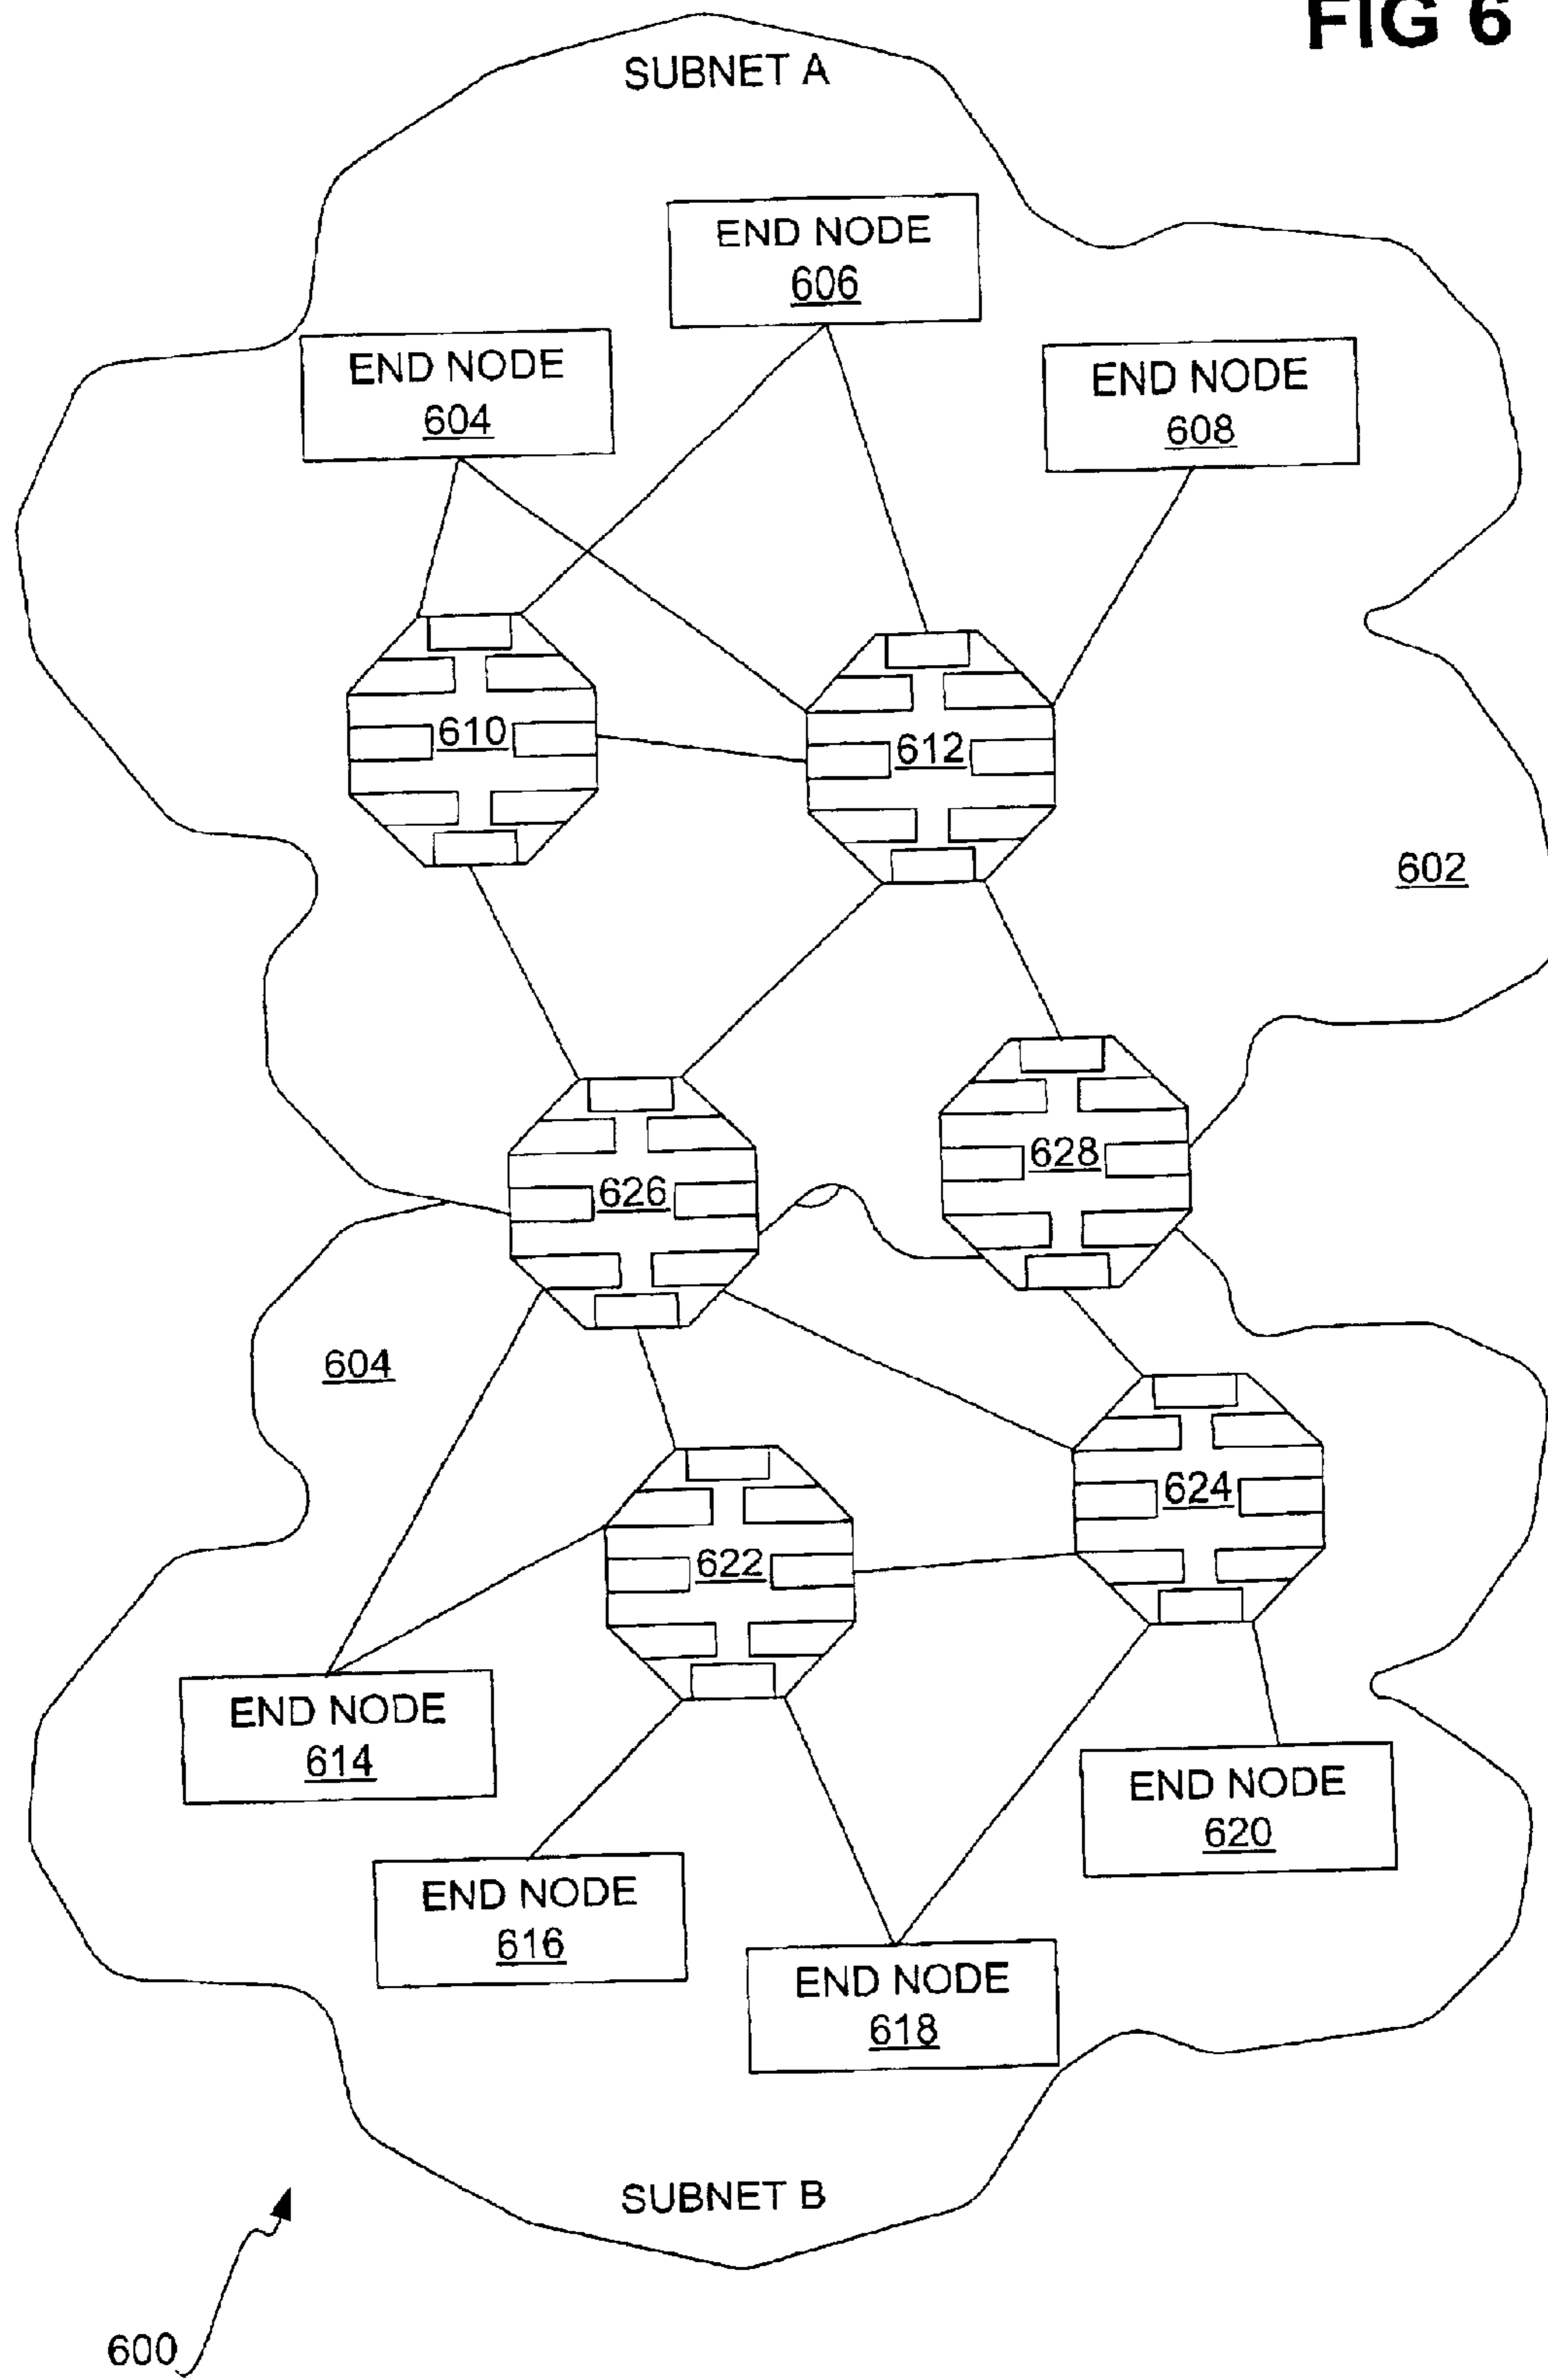 FIG 6
SUBNET A
END NODE
606
END NODE
604
END NODE
608
610
612
602
628
626
604
624
622
END NODE
614
END NODE
620
END NODE
616
END NODE
618
SUBNET B
600